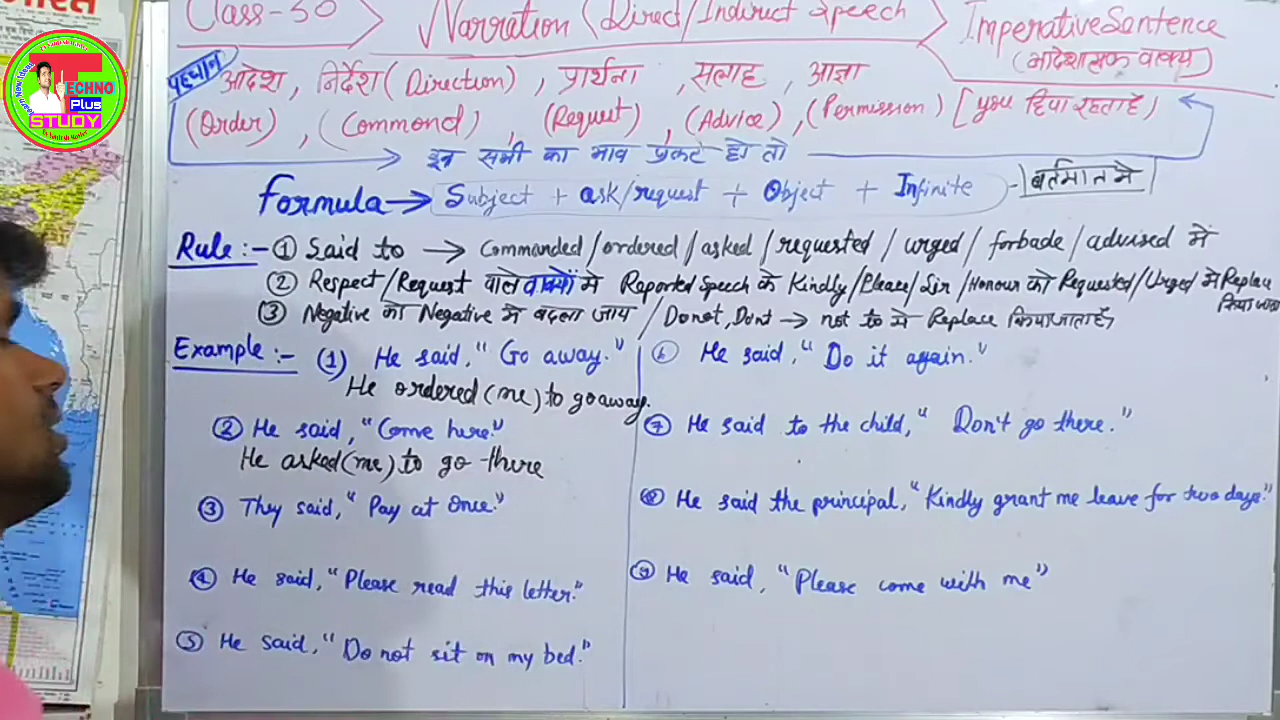 Class-30
Narration (Direct/Indirect Speech
Imperative Sentence
(आदेशात्मक वाक्य)
TECHNO
Plus
STUDY
पहचान
आदेश, निर्देश (Direction), प्रार्थना, सलाह आज्ञा
(Order), (Commond) (Request), (Advice), (Permission) [you छिपा रहता है)
इन सभी का भाव प्रकट हो तो
formula → Subject + ask/request + Object + Infinite - वर्तमान मे
Rule :- ① Said to → Commanded/ordered/asked/requested/urged/forbade/advised मे
② Respect/Request वाले वाक्यों मे Reported Speech के Kindly/Please/Sir/Honour को Requested/Urged मे Replace
किया जाता
③ Negative को Negative मे बदला जाय / Donot, Dont → not to मे Replace किया जाता है,
Example :- (1) He said, "Go away."
He ordered (me) to go away.
② He said, "Come here."
He asked (me) to go there
③ They said, "Pay at once."
④ He said, "Please read this letter."
⑤ He said, "Do not sit on my bed."
⑥ He said, "Do it again."
⑦ He said to the child, "Don't go there."
⑧ He said the principal, "Kindly grant me leave for two days."
⑨ He said, "Please come with me"